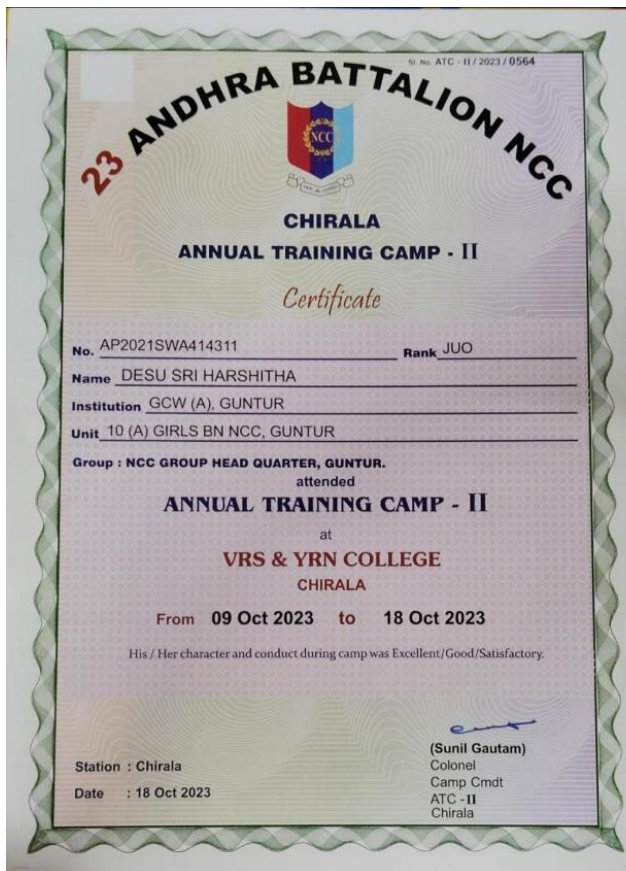 Sl. No. ATC - II / 2023 / 0564
23 ANDHRA BATTALION NCC
NCC
CHIRALA
ANNUAL TRAINING CAMP - II
Certificate
No. AP2021SWA414311 Rank JUO
Name DESU SRI HARSHITHA
Institution GCW (A), GUNTUR
Unit 10 (A) GIRLS BN NCC, GUNTUR
Group : NCC GROUP HEAD QUARTER, GUNTUR.
attended
ANNUAL TRAINING CAMP - II
at
VRS & YRN COLLEGE
CHIRALA
From 09 Oct 2023 to 18 Oct 2023
His / Her character and conduct during camp was Excellent/Good/Satisfactory.
(Sunil Gautam)
Station : Chirala Colonel
Camp Cmdt
Date : 18 Oct 2023 ATC - II
Chirala